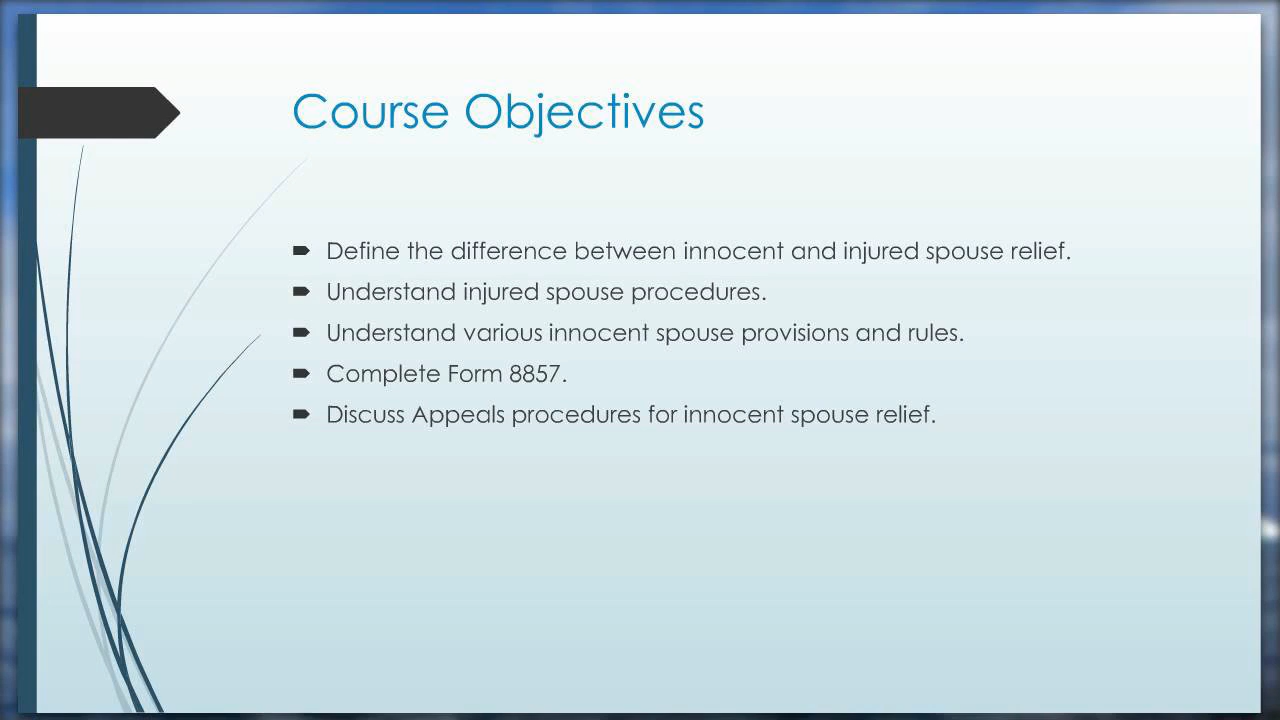 Course Objectives
Define the difference between innocent and injured spouse relief.
Understand injured spouse procedures.
Understand various innocent spouse provisions and rules.
Complete Form 8857.
Discuss Appeals procedures for innocent spouse relief.